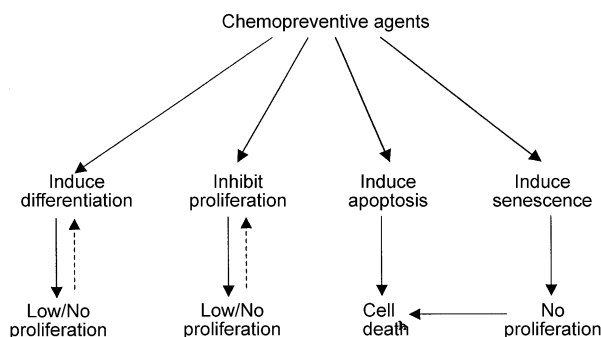 Chemopreventive agents
Induce
differentiation
Inhibit
proliferation
Induce
apoptosis
Induce
senescence
Low/No
proliferation
Low/No
proliferation
Cell
death
No
proliferation